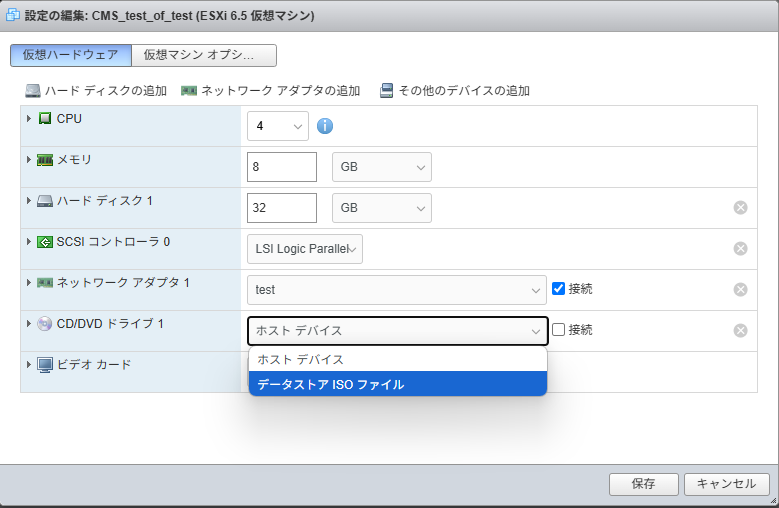 設定の編集: CMS_test_of_test (ESXi 6.5 仮想マシン)
仮想ハードウェア 仮想マシン オプシ...
ハード ディスクの追加 ネットワーク アダプタの追加 その他のデバイスの追加
CPU 4
メモリ 8 GB
ハード ディスク 1 32 GB
SCSI コントローラ 0 LSI Logic Parallel
ネットワーク アダプタ 1 test 接続
CD/DVD ドライブ 1 ホスト デバイス 接続
ホスト デバイス
ビデオ カード
データストア ISO ファイル
保存 キャンセル